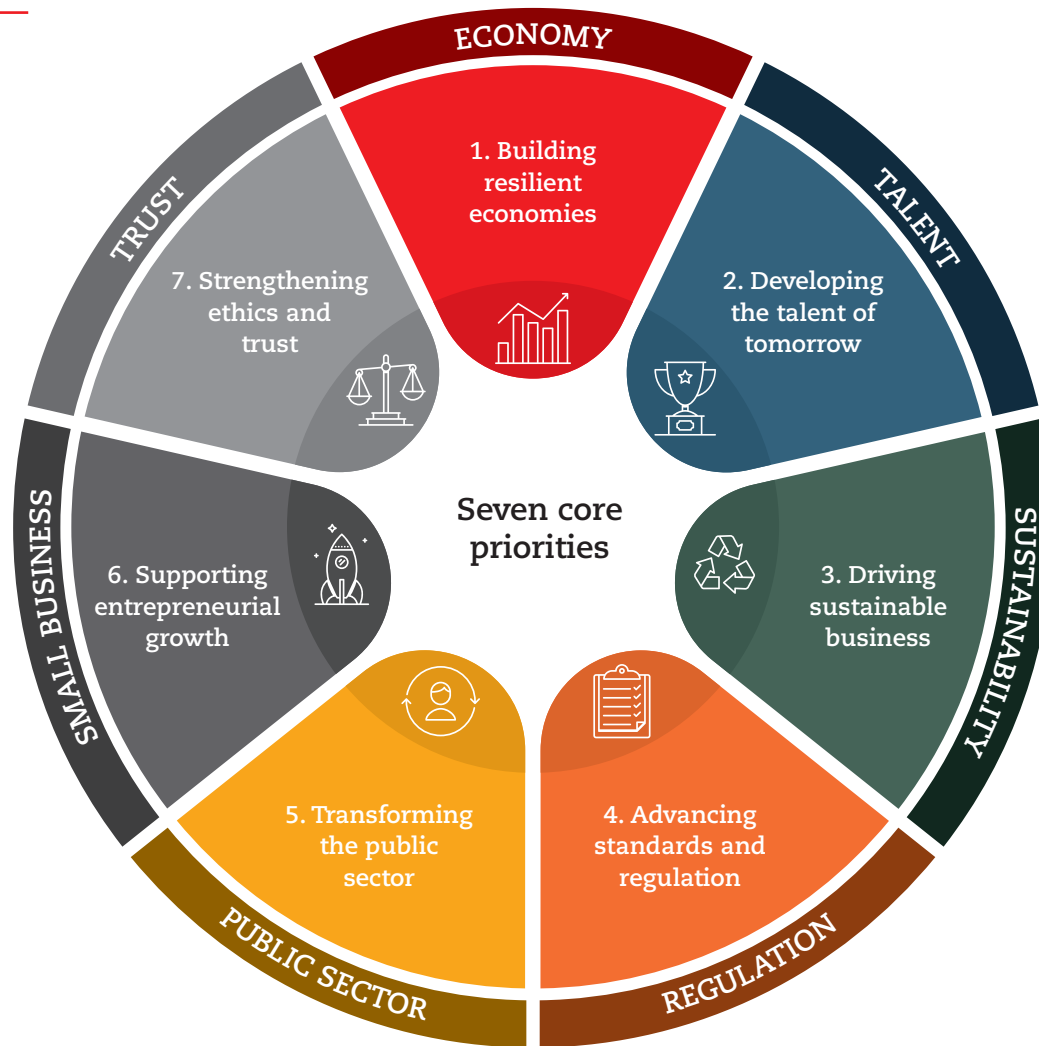 ECONOMY
1. Building
resilient
economies
TALENT
2. Developing
the talent of
tomorrow
SUSTAINABILITY
3. Driving
sustainable
business
REGULATION
4. Advancing
standards and
regulation
PUBLIC SECTOR
5. Transforming
the public
sector
SMALL BUSINESS
6. Supporting
entrepreneurial
growth
TRUST
7. Strengthening
ethics and
trust
Seven core
priorities